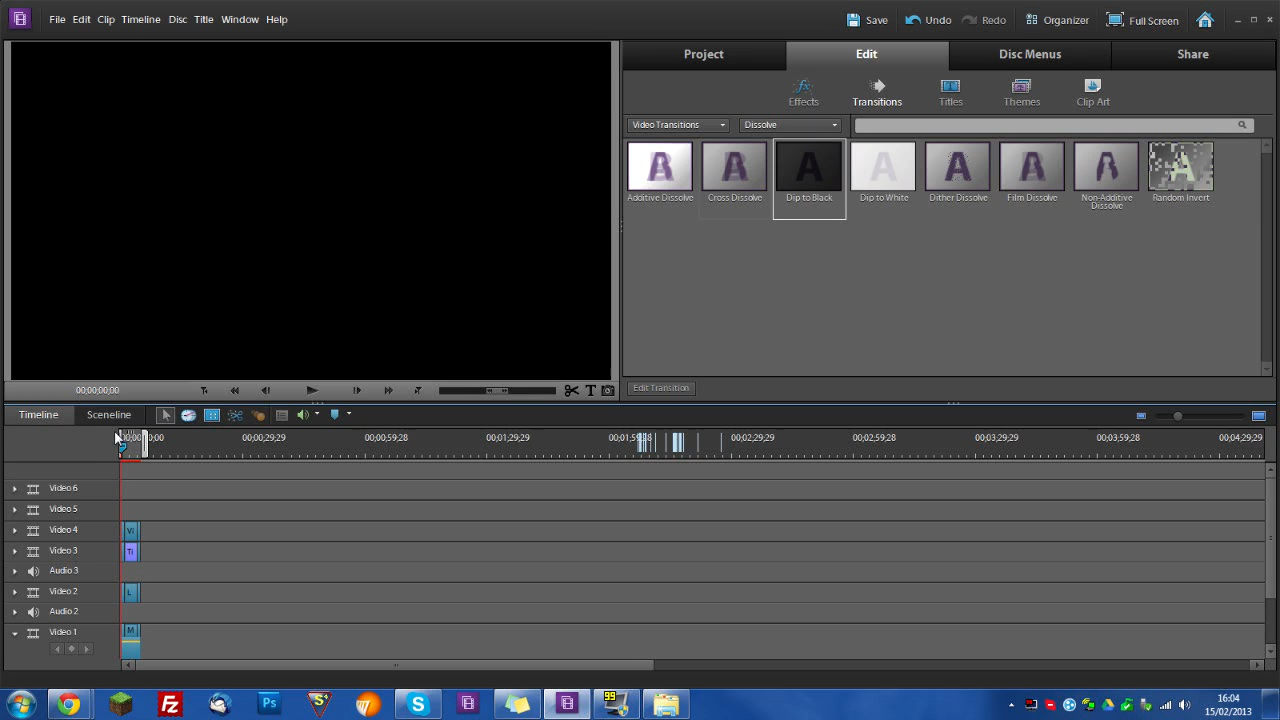 File Edit Clip Timeline Disc Title Window Help
Save Undo Redo Organizer Full Screen
Project Edit Disc Menus Share
Effects Transitions Titles Themes Clip Art
Video Transitions Dissolve
Additive Dissolve Cross Dissolve Dip to Black Dip to White Dither Dissolve Film Dissolve Non-Additive Dissolve Random Invert
00;00;00;00
T
Edit Transition
Timeline Sceneline
00;00;29;29 00;00;59;28 00;01;29;29 00;02;29;29 00;02;59;28 00;03;29;29 00;03;59;28 00;04;29;29
Video 6
Video 5
Video 4 Vi
Video 3 Ti
Audio 3
Video 2 L
Audio 2
Video 1 M
Fz Ps S 99
16:04
15/02/2013